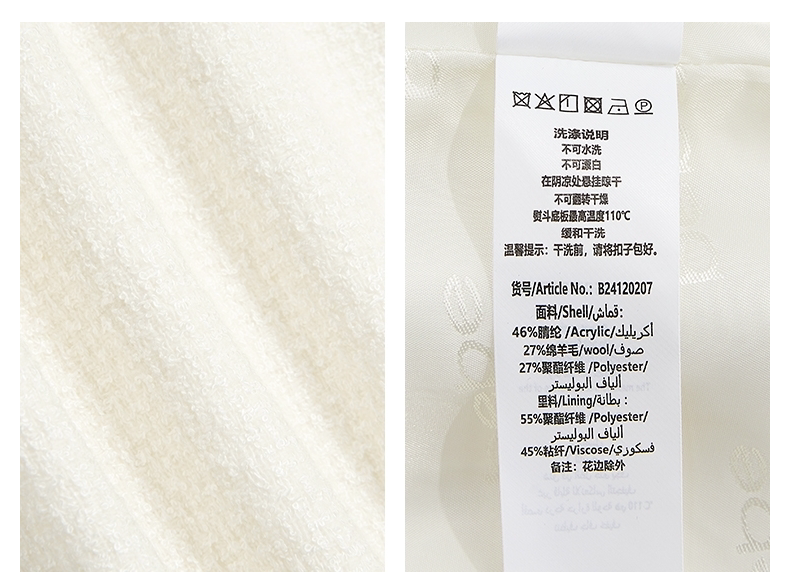 洗涤说明
不可水洗
不可漂白
在阴凉处悬挂晾干
不可翻转干燥
熨斗底板最高温度110℃
缓和干洗
温馨提示：干洗前，请将扣子包好。
货号/Article No.：B24120207
面料/Shell/قماش:
46%腈纶 /Acrylic/أكريليك
27%绵羊毛/wool/صوف
27%聚酯纤维 /Polyester/
ألياف البوليستر
里料/Lining/بطانة :
55%聚酯纤维 /Polyester/
ألياف البوليستر
45%粘纤/Viscose/فسكوزي
备注：花边除外